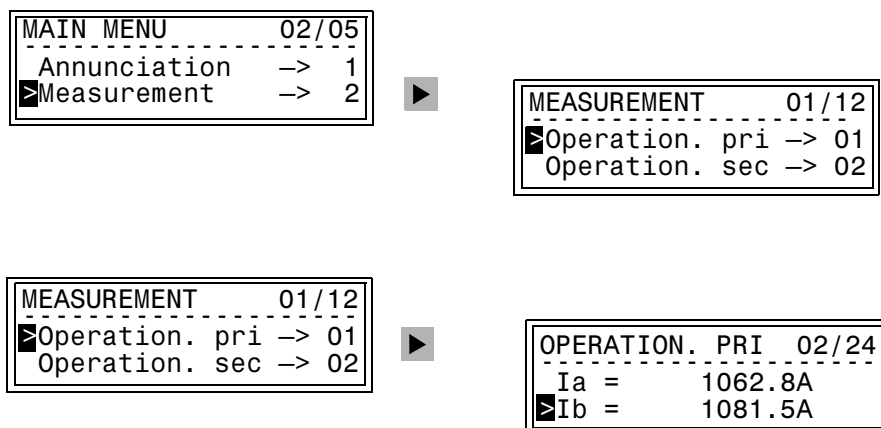 MAIN MENU 02/05
Annunciation —> 1
>Measurement —> 2
MEASUREMENT 01/12
>Operation. pri —> 01
Operation. sec —> 02
MEASUREMENT 01/12
>Operation. pri —> 01
Operation. sec —> 02
OPERATION. PRI 02/24
Ia = 1062.8A
>Ib = 1081.5A